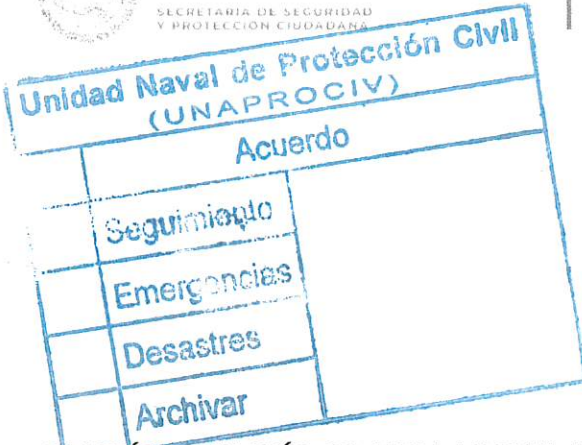 SECRETARÍA DE SEGURIDAD
Y PROTECCIÓN CIUDADANA
Unidad Naval de Protección Civil
(UNAPROCIV)
Acuerdo
Seguimiento
Emergencias
Desastres
Archivar